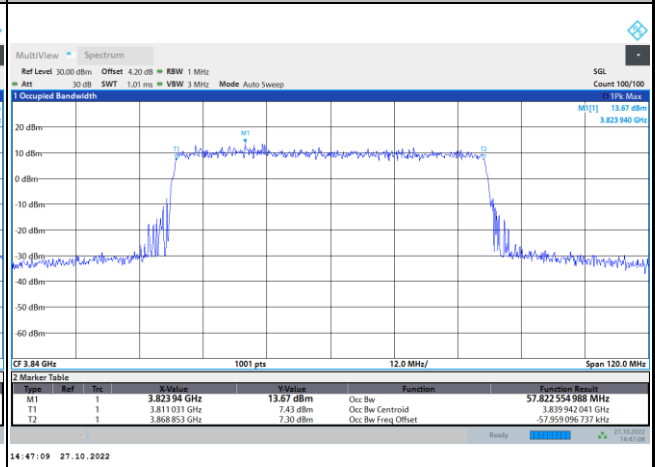 MultiView Spectrum
Ref Level 30.00 dBm Offset 4.20 dB RBW 1 MHz SGL
Att 30 dB SWT 1.01 ms VBW 3 MHz Mode Auto Sweep Count 100/100
1 Occupied Bandwidth 1Pk Max
M1[1] 13.67 dBm
3.823 940 GHz
20 dBm
M1
T1
T2
10 dBm
0 dBm
-10 dBm
-20 dBm
-30 dBm
-40 dBm
-50 dBm
-60 dBm
CF 3.84 GHz 1001 pts 12.0 MHz/ Span 120.0 MHz
2 Marker Table
Type Ref Trc X-Value Y-Value Function Function Result
M1 1 3.823 94 GHz 13.67 dBm Occ Bw 57.822 554 988 MHz
T1 1 3.811 031 GHz 7.43 dBm Occ Bw Centroid 3.839 942 041 GHz
T2 1 3.868 853 GHz 7.30 dBm Occ Bw Freq Offset -57.959 096 737 kHz
Ready 27.10.2022
14:47:08
14:47:09 27.10.2022